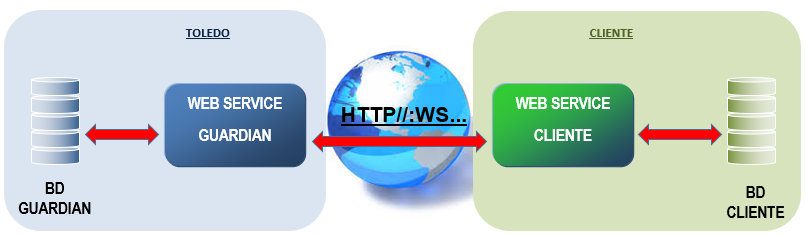 TOLEDO
CLIENTE
WEB SERVICE
GUARDIAN
HTTP//:WS...
WEB SERVICE
CLIENTE
BD
GUARDIAN
BD
CLIENTE